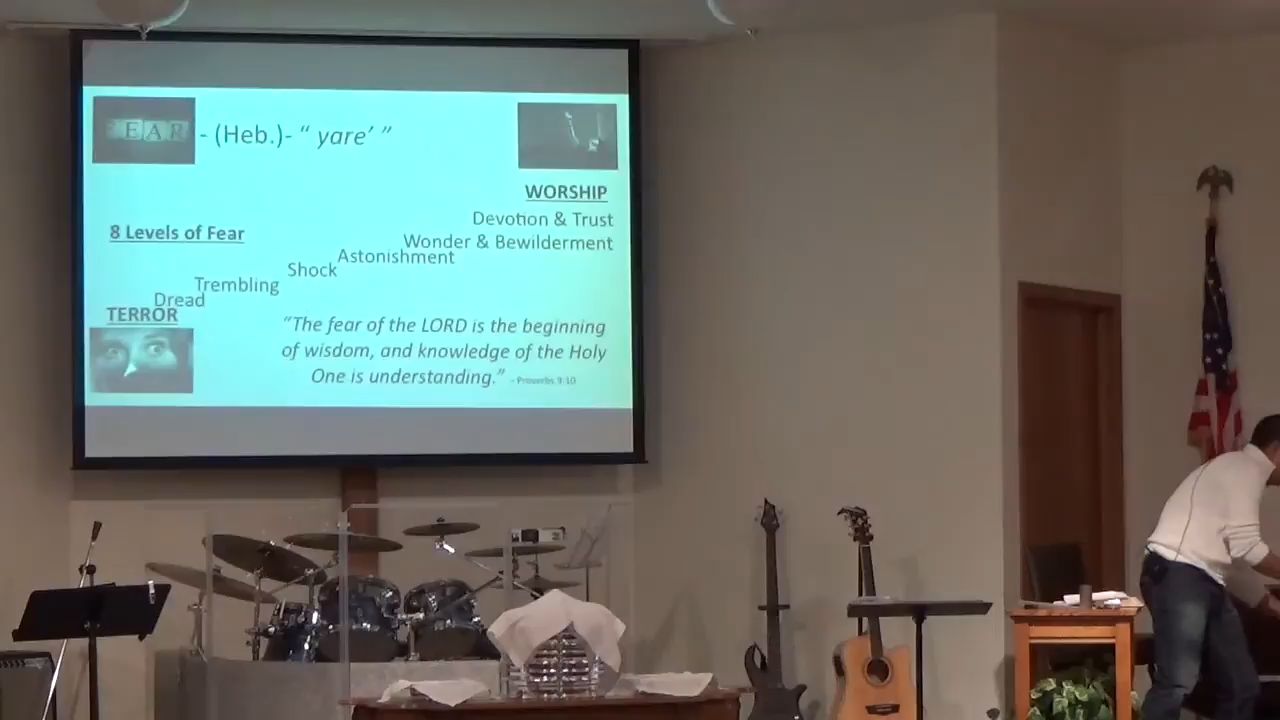 FEAR - (Heb.)- “ yare’ ”
WORSHIP
Devotion & Trust
8 Levels of Fear
Wonder & Bewilderment
Astonishment
Shock
Trembling
Dread
TERROR
“The fear of the LORD is the beginning
of wisdom, and knowledge of the Holy
One is understanding.” - Proverbs 9:10